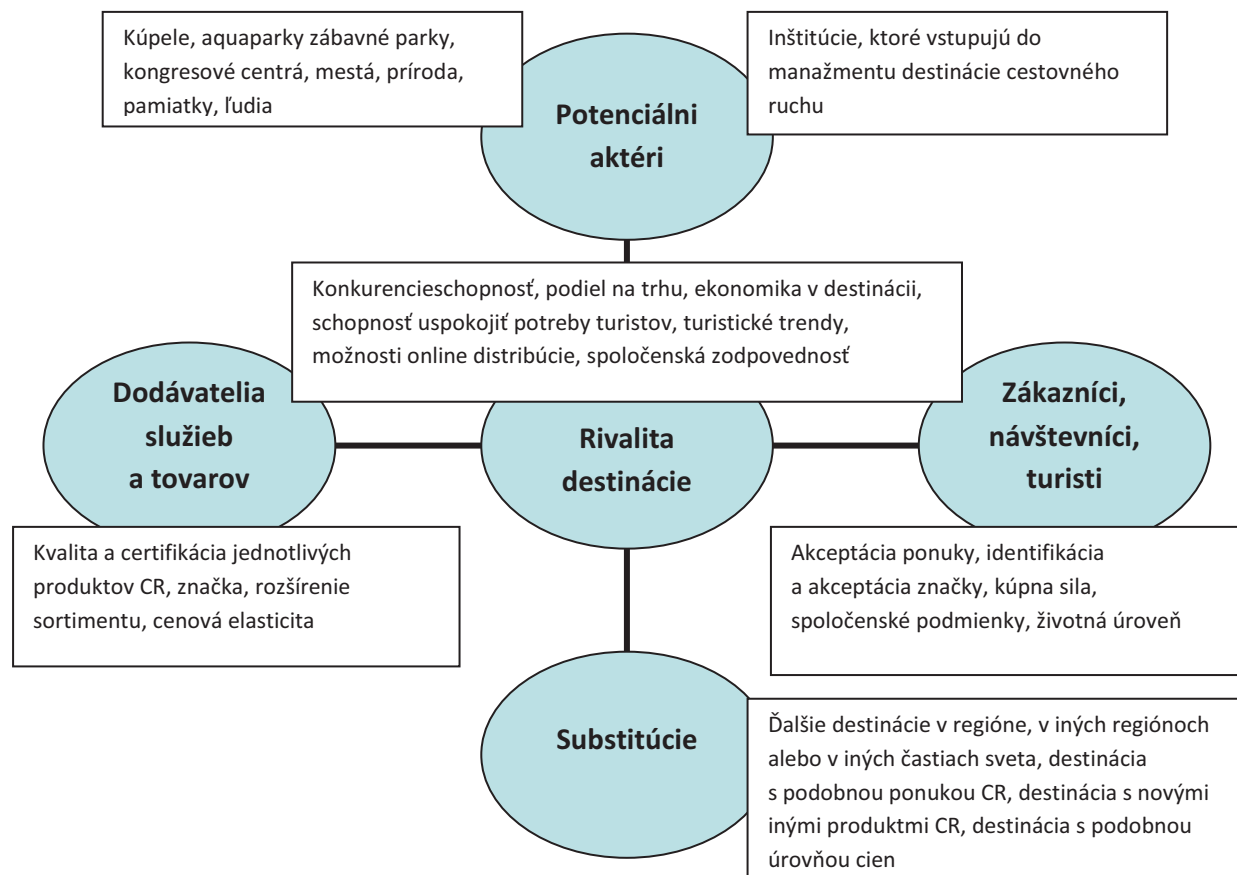 Kúpele, aquaparky zábavné parky,
kongresové centrá, mestá, príroda,
pamiatky, ľudia
Inštitúcie, ktoré vstupujú do
manažmentu destinácie cestovného
ruchu
Potenciálni
aktéri
Konkurencieschopnosť, podiel na trhu, ekonomika v destinácii,
schopnosť uspokojiť potreby turistov, turistické trendy,
možnosti online distribúcie, spoločenská zodpovednosť
Dodávatelia
služieb
a tovarov
Rivalita
destinácie
Zákazníci,
návštevníci,
turisti
Kvalita a certifikácia jednotlivých
produktov CR, značka, rozšírenie
sortimentu, cenová elasticita
Akceptácia ponuky, identifikácia
a akceptácia značky, kúpna sila,
spoločenské podmienky, životná úroveň
Substitúcie
Ďalšie destinácie v regióne, v iných regiónoch
alebo v iných častiach sveta, destinácia
s podobnou ponukou CR, destinácia s novými
inými produktmi CR, destinácia s podobnou
úrovňou cien